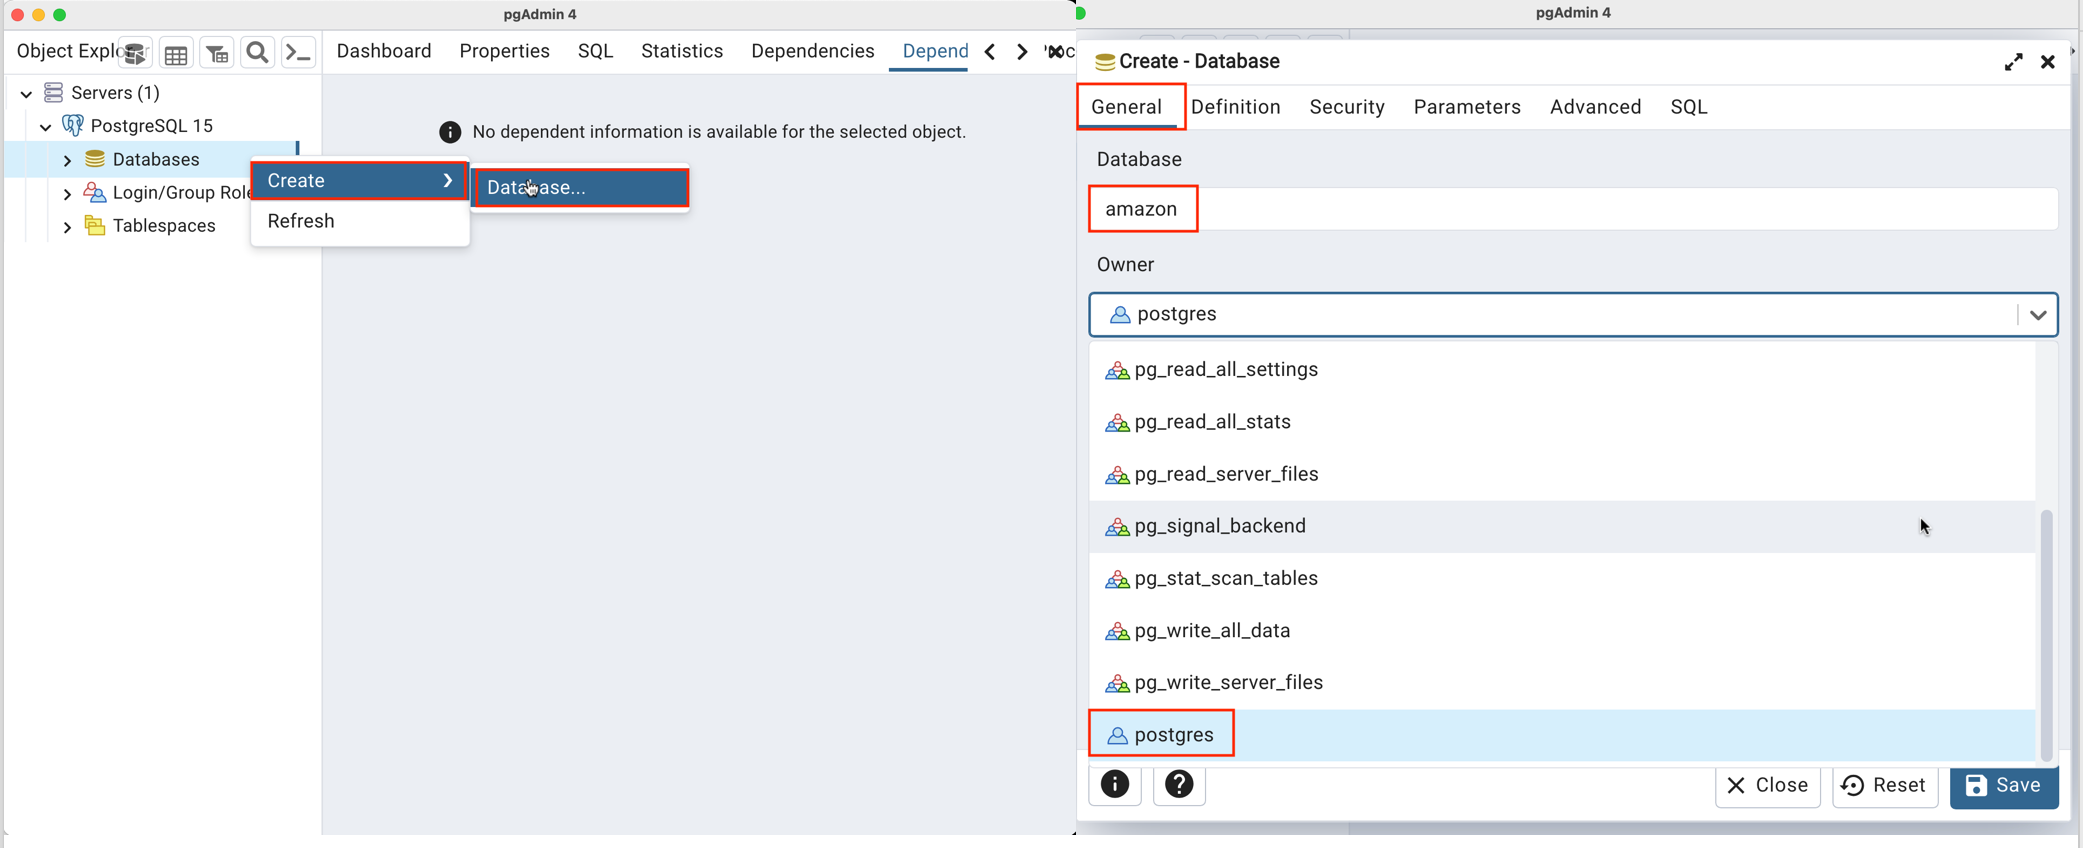 pgAdmin 4
Object Explorer
Dashboard Properties SQL Statistics Dependencies Depend
Servers (1)
PostgreSQL 15
Databases
Login/Group Role
Tablespaces
Create
Refresh
Database...
No dependent information is available for the selected object.
pgAdmin 4
Create - Database
General Definition Security Parameters Advanced SQL
Database
amazon
Owner
postgres
pg_read_all_settings
pg_read_all_stats
pg_read_server_files
pg_signal_backend
pg_stat_scan_tables
pg_write_all_data
pg_write_server_files
postgres
Close Reset Save